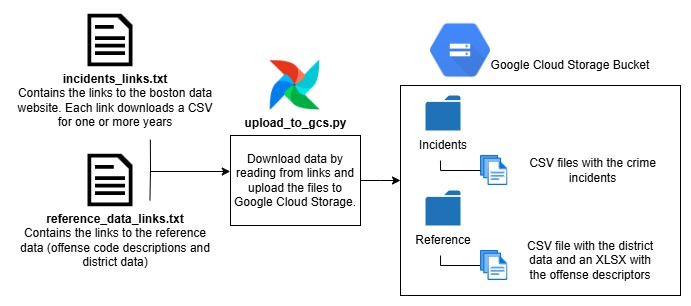 incidents_links.txt
Contains the links to the boston data
website. Each link downloads a CSV
for one or more years
reference_data_links.txt
Contains the links to the reference
data (offense code descriptions and
district data)
upload_to_gcs.py
Download data by
reading from links and
upload the files to
Google Cloud Storage.
Google Cloud Storage Bucket
Incidents
CSV files with the crime
incidents
Reference
CSV file with the district
data and an XLSX with
the offense descriptors